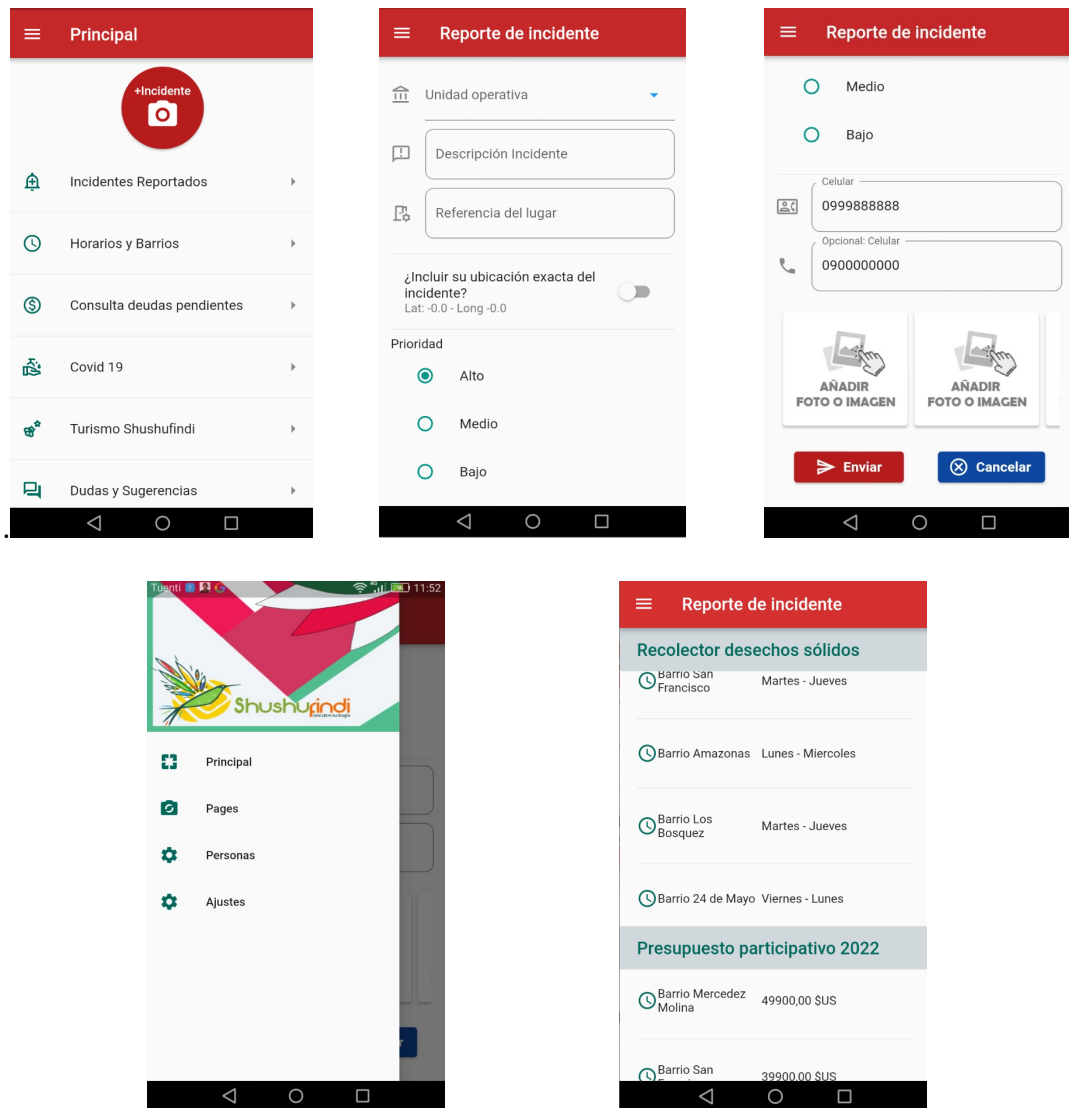 Principal
+Incidente
Incidentes Reportados
Horarios y Barrios
Consulta deudas pendientes
Covid 19
Turismo Shushufindi
Dudas y Sugerencias
.
Reporte de incidente
Unidad operativa
Descripción Incidente
Referencia del lugar
¿Incluir su ubicación exacta del
incidente?
Lat: -0.0 - Long -0.0
Prioridad
Alto
Medio
Bajo
Reporte de incidente
Medio
Bajo
Celular
0999888888
Opcional: Celular
0900000000
AÑADIR
FOTO O IMAGEN
AÑADIR
FOTO O IMAGEN
Enviar
Cancelar
Tuenti
4G
11:52
Shushufindi
Principal
Pages
Personas
Ajustes
r
Reporte de incidente
Recolector desechos sólidos
Barrio San
Francisco
Martes - Jueves
Barrio Amazonas
Lunes - Miercoles
Barrio Los
Bosquez
Martes - Jueves
Barrio 24 de Mayo
Viernes - Lunes
Presupuesto participativo 2022
Barrio Mercedez
Molina
49900,00 $US
Barrio San
39900,00 $US